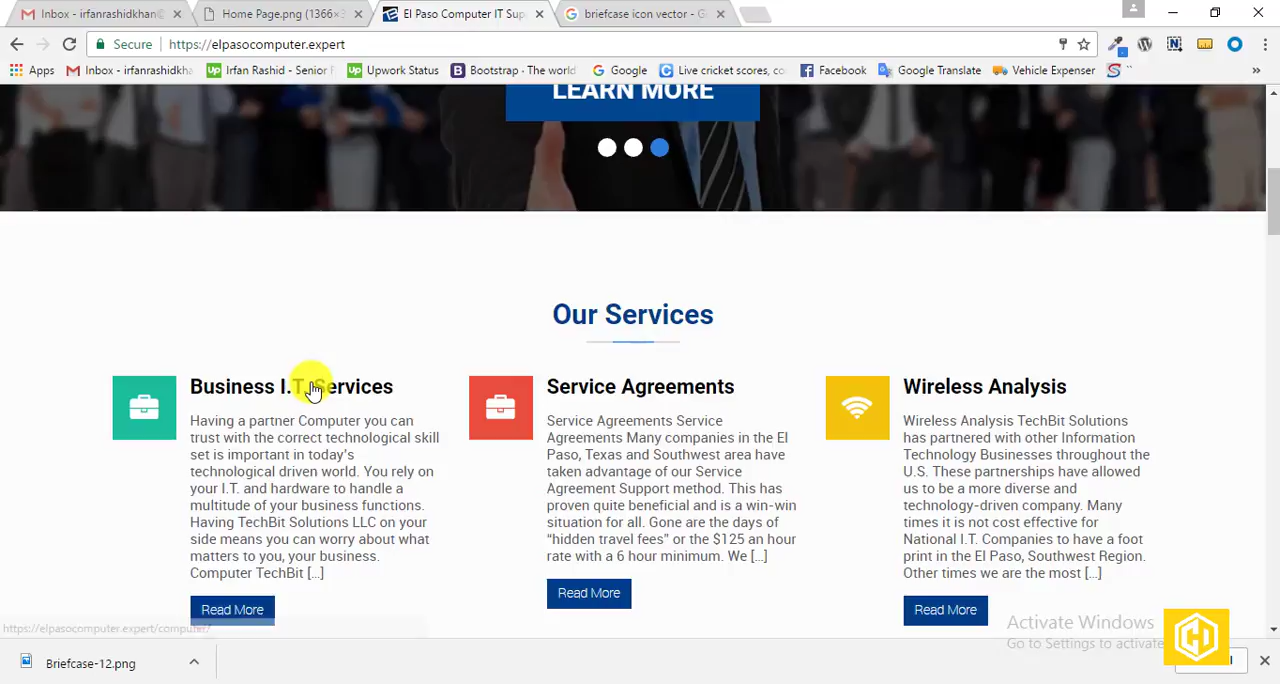 Inbox - irfanrashidkhan@
Home Page.png (1366×3
El Paso Computer IT Sup
briefcase icon vector - Go
Secure
https://elpasocomputer.expert
Apps
Inbox - irfanrashidkha
Up
Irfan Rashid - Senior F
Up
Upwork Status
B
Bootstrap - The world
Google
C
Live cricket scores, co
Facebook
Google Translate
Vehicle Expenser
LEARN MORE
Our Services
Business I.T. Services
Having a partner Computer you can
trust with the correct technological skill
set is important in today's
technological driven world. You rely on
your I.T. and hardware to handle a
multitude of your business functions.
Having TechBit Solutions LLC on your
side means you can worry about what
matters to you, your business.
Computer TechBit [...]
Read More
Service Agreements
Service Agreements Service
Agreements Many companies in the El
Paso, Texas and Southwest area have
taken advantage of our Service
Agreement Support method. This has
proven quite beneficial and is a win-win
situation for all. Gone are the days of
“hidden travel fees” or the $125 an hour
rate with a 6 hour minimum. We [...]
Read More
Wireless Analysis
Wireless Analysis TechBit Solutions
has partnered with other Information
Technology Businesses throughout the
U.S. These partnerships have allowed
us to be a more diverse and
technology-driven company. Many
times it is not cost effective for
National I.T. Companies to have a foot
print in the El Paso, Southwest Region.
Other times we are the most [...]
Read More
https://elpasocomputer.expert/computer/
Activate Windows
Go to Settings to activate
Briefcase-12.png